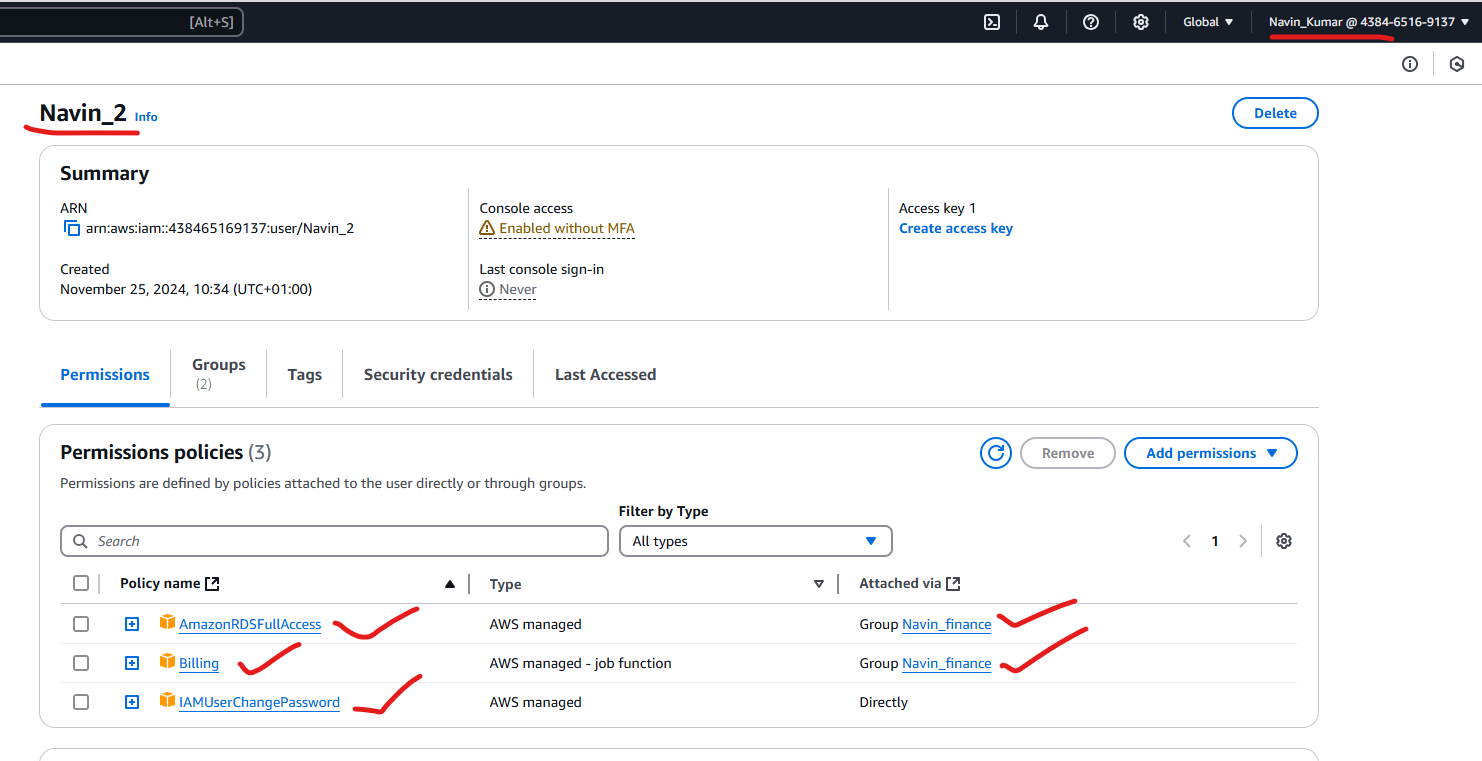 [Alt+S]
Global
Navin_Kumar @ 4384-6516-9137
Navin_2 Info
Delete
Summary
ARN
arn:aws:iam::438465169137:user/Navin_2
Created
November 25, 2024, 10:34 (UTC+01:00)
Console access
Enabled without MFA
Last console sign-in
Never
Access key 1
Create access key
Permissions
Groups
(2)
Tags
Security credentials
Last Accessed
Permissions policies (3)
Remove
Add permissions
Permissions are defined by policies attached to the user directly or through groups.
Filter by Type
Search
All types
1
Policy name Type Attached via
AmazonRDSFullAccess AWS managed Group Navin_finance
Billing AWS managed - job function Group Navin_finance
IAMUserChangePassword AWS managed Directly